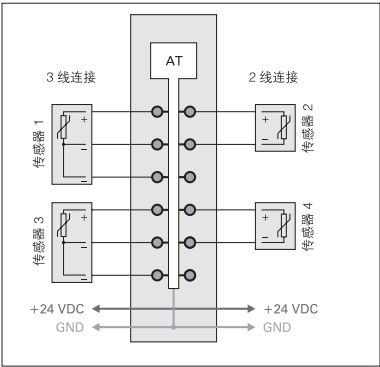 AT
3 线连接
2 线连接
传感器 1
+
−
−
传感器 2
+
−
传感器 3
+
−
−
传感器 4
+
−
+24 VDC
+24 VDC
GND
GND